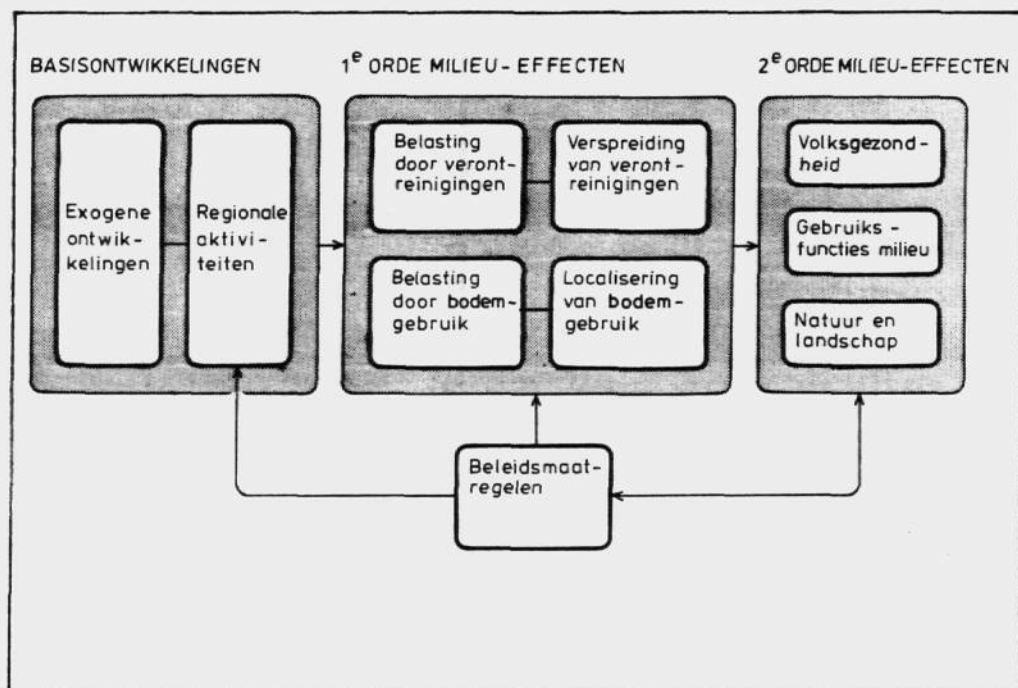 BASISONTWIKKELINGEN
Exogene
ontwik-
kelingen
Regionale
aktivi-
teiten
1e ORDE MILIEU-EFFECTEN
Belasting
door veront-
reinigingen
Verspreiding
van veront-
reinigingen
Belasting
door bodem-
gebruik
Localisering
van bodem-
gebruik
2e ORDE MILIEU-EFFECTEN
Volksgezond-
heid
Gebruiks-
functies milieu
Natuur en
landschap
Beleidsmaat-
regelen